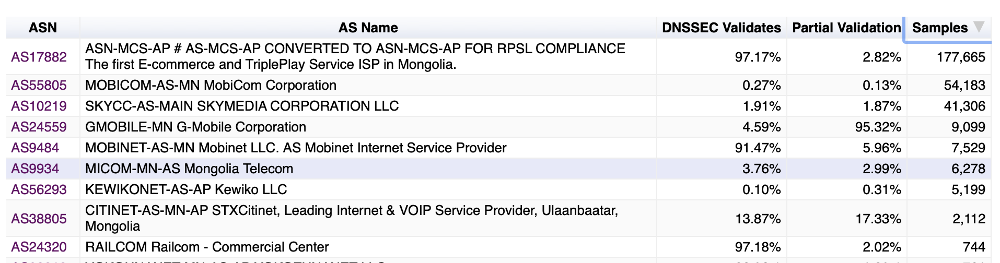 ASN AS Name DNSSEC Validates Partial Validation Samples
AS17882 ASN-MCS-AP # AS-MCS-AP CONVERTED TO ASN-MCS-AP FOR RPSL COMPLIANCE
The first E-commerce and TriplePlay Service ISP in Mongolia. 97.17% 2.82% 177,665
AS55805 MOBICOM-AS-MN MobiCom Corporation 0.27% 0.13% 54,183
AS10219 SKYCC-AS-MAIN SKYMEDIA CORPORATION LLC 1.91% 1.87% 41,306
AS24559 GMOBILE-MN G-Mobile Corporation 4.59% 95.32% 9,099
AS9484 MOBINET-AS-MN Mobinet LLC. AS Mobinet Internet Service Provider 91.47% 5.96% 7,529
AS9934 MICOM-MN-AS Mongolia Telecom 3.76% 2.99% 6,278
AS56293 KEWIKONET-AS-AP Kewiko LLC 0.10% 0.31% 5,199
AS38805 CITINET-AS-MN-AP STXCitinet, Leading Internet & VOIP Service Provider, Ulaanbaatar,
Mongolia 13.87% 17.33% 2,112
AS24320 RAILCOM Railcom - Commercial Center 97.18% 2.02% 744